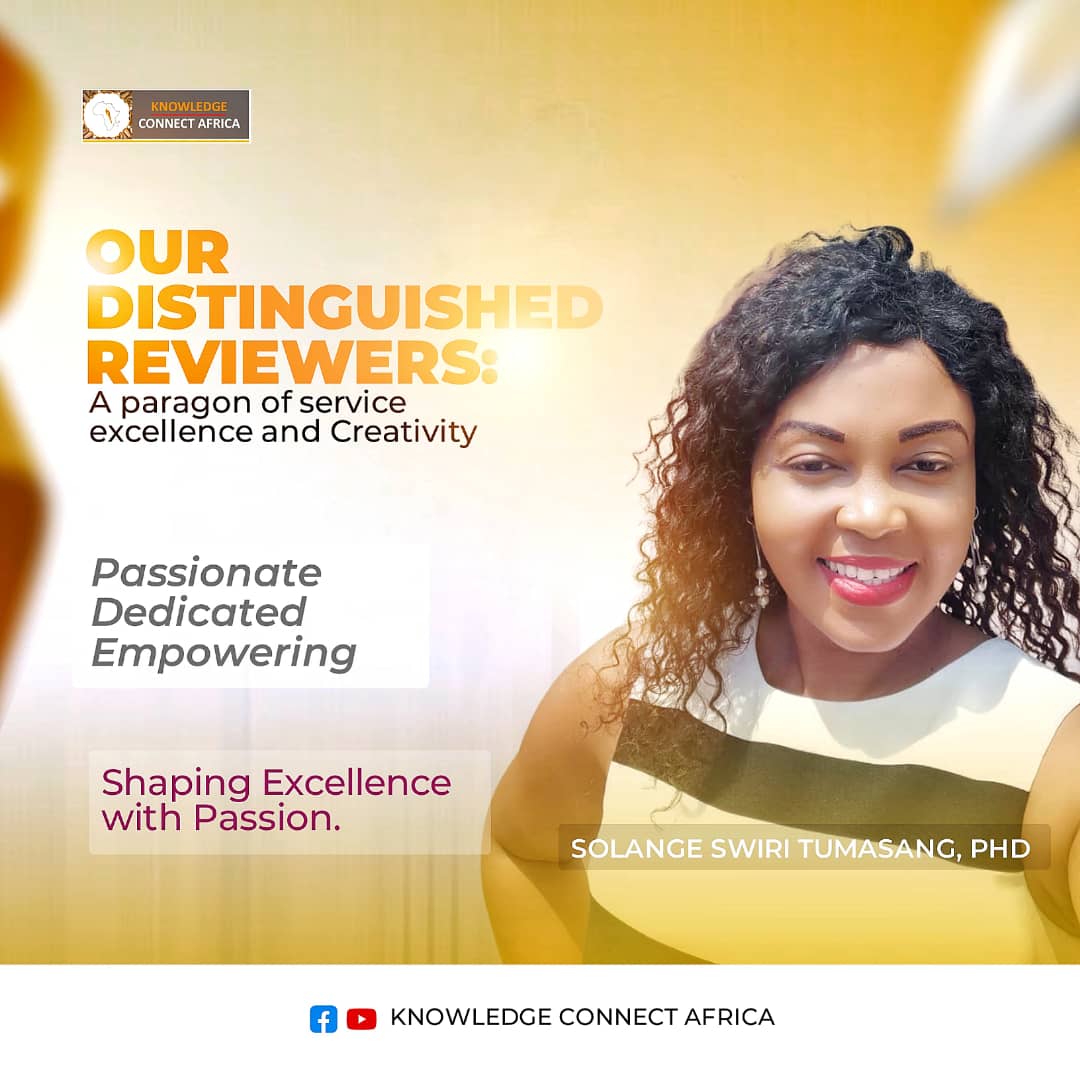 KNOWLEDGE
CONNECT AFRICA
OUR
DISTINGUISHED
REVIEWERS:
A paragon of service
excellence and Creativity
Passionate
Dedicated
Empowering
Shaping Excellence
with Passion.
SOLANGE SWIRI TUMASANG, PHD
KNOWLEDGE CONNECT AFRICA